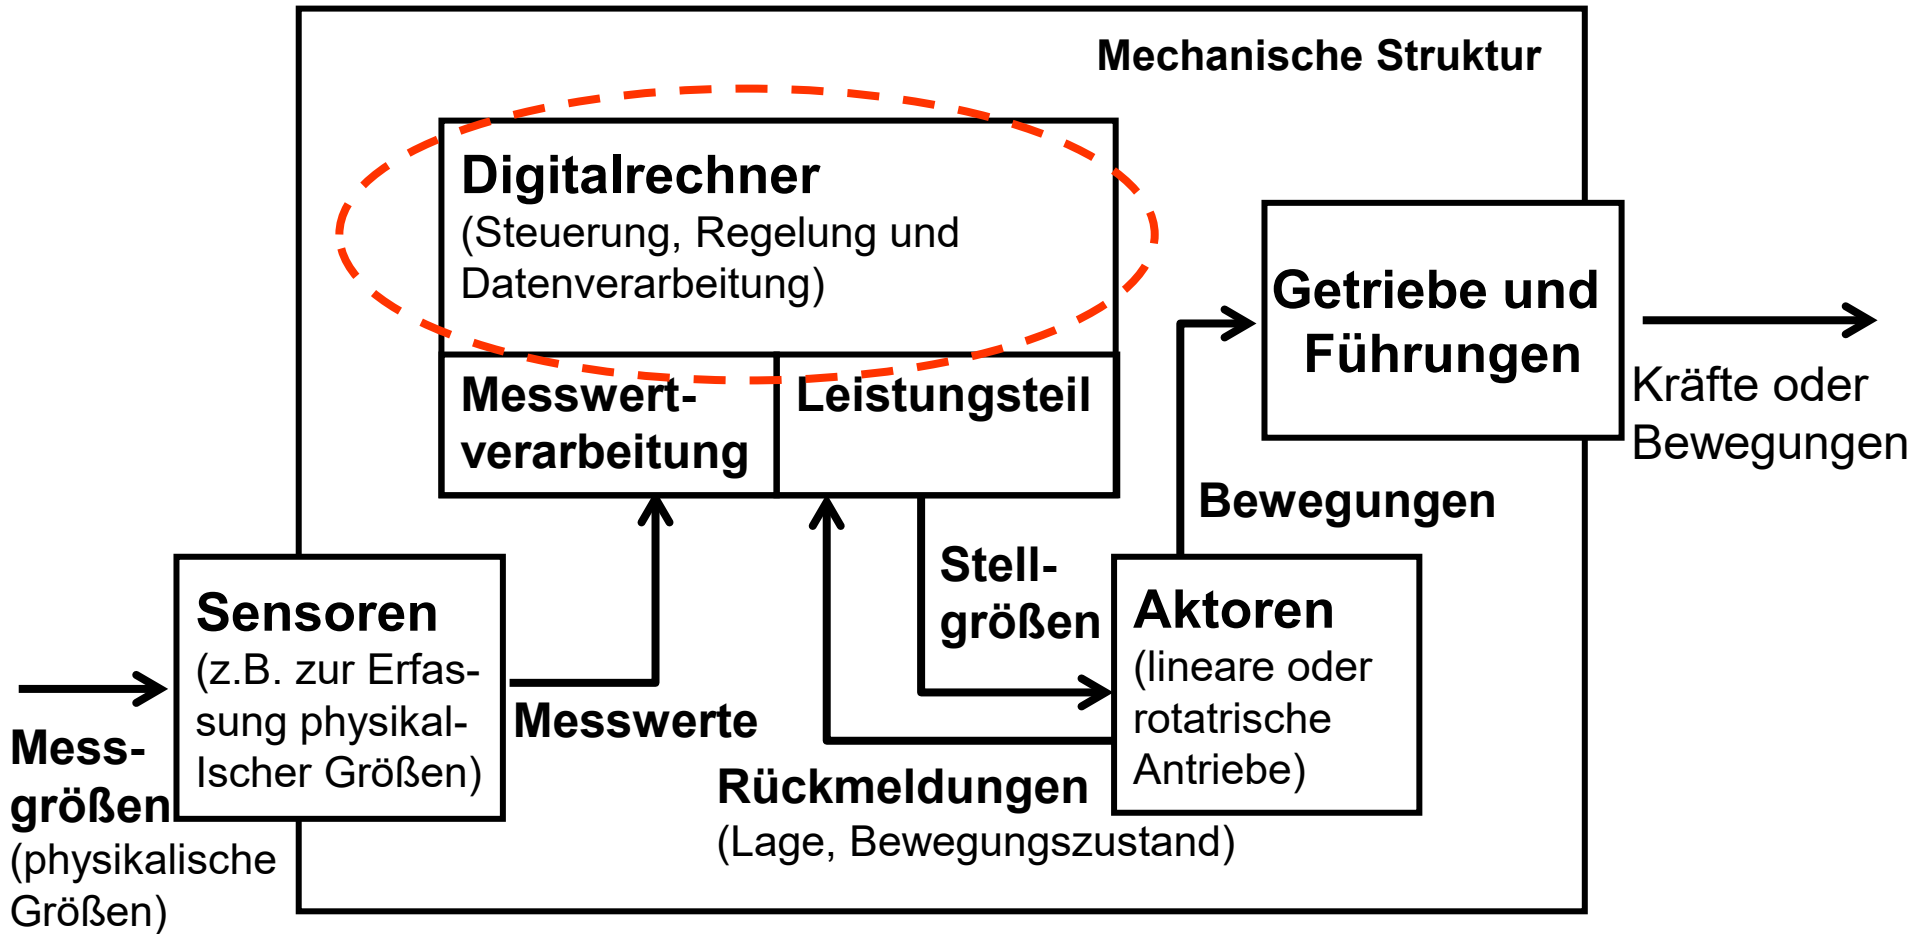 Mechanische Struktur
Digitalrechner
(Steuerung, Regelung und
Datenverarbeitung)
Messwert-
verarbeitung
Leistungsteil
Getriebe und
Führungen
Kräfte oder
Bewegungen
Bewegungen
Stell-
größen
Sensoren
(z.B. zur Erfas-
sung physikal-
Ischer Größen)
Aktoren
(lineare oder
rotatrische
Antriebe)
Messwerte
Mess-
größen
(physikalische
Größen)
Rückmeldungen
(Lage, Bewegungszustand)